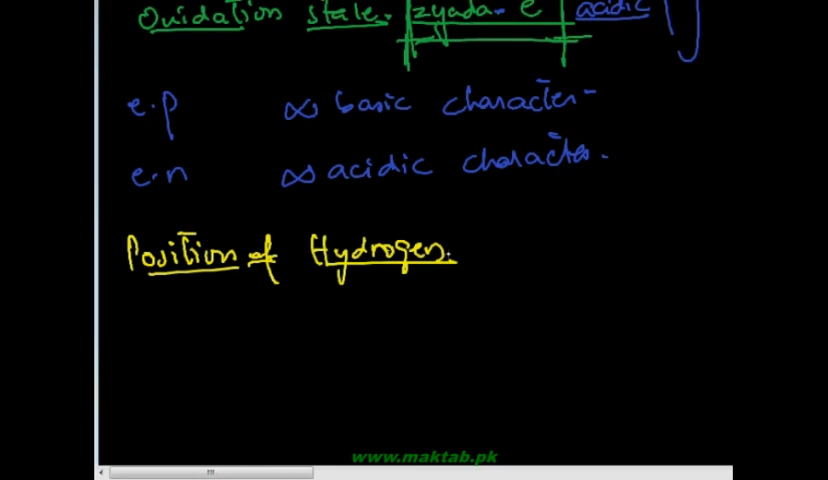 Oxidation state. zyada- e acidic
e.p ∝ basic character-
e.n ∝ acidic character.
Position of Hydrogen.
www.maktab.pk